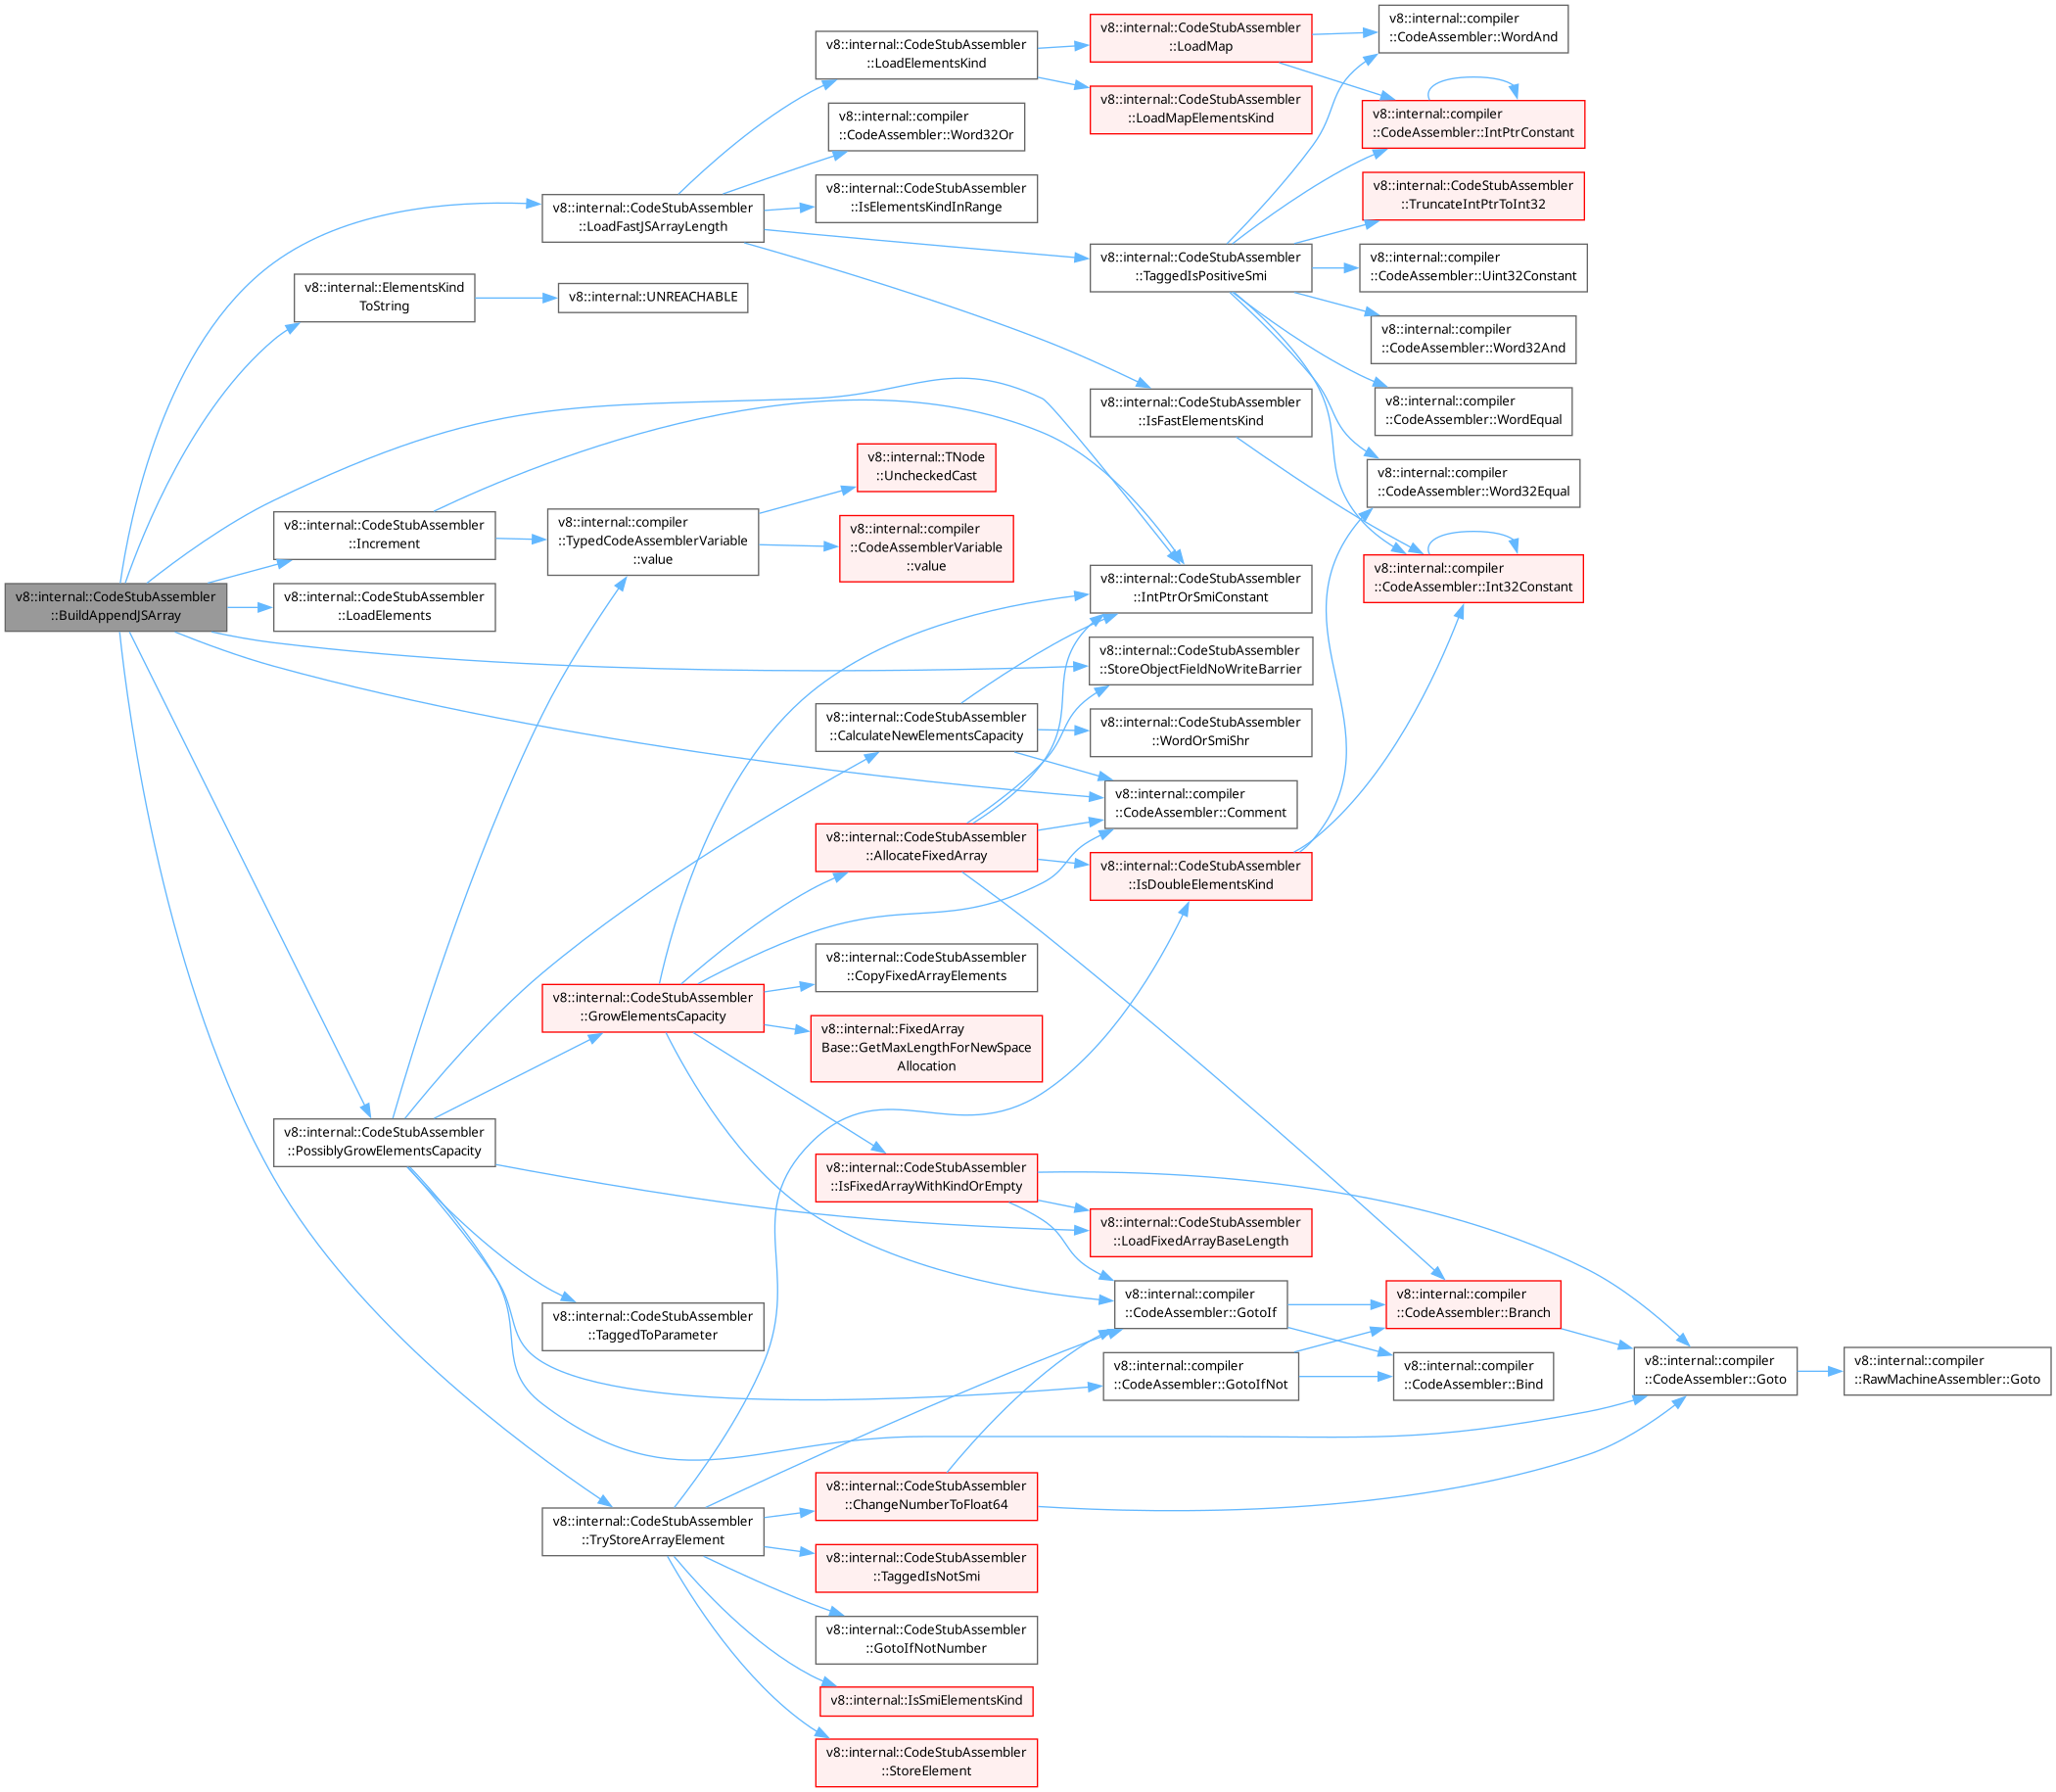 v8::internal::CodeStubAssembler
::BuildAppendJSArray
v8::internal::ElementsKind
ToString
v8::internal::CodeStubAssembler
::Increment
v8::internal::CodeStubAssembler
::LoadElements
v8::internal::CodeStubAssembler
::PossiblyGrowElementsCapacity
v8::internal::CodeStubAssembler
::LoadFastJSArrayLength
v8::internal::UNREACHABLE
v8::internal::compiler
::TypedCodeAssemblerVariable
::value
v8::internal::CodeStubAssembler
::GrowElementsCapacity
v8::internal::CodeStubAssembler
::TaggedToParameter
v8::internal::CodeStubAssembler
::TryStoreArrayElement
v8::internal::CodeStubAssembler
::LoadElementsKind
v8::internal::compiler
::CodeAssembler::Word32Or
v8::internal::CodeStubAssembler
::IsElementsKindInRange
v8::internal::TNode
::UncheckedCast
v8::internal::compiler
::CodeAssemblerVariable
::value
v8::internal::CodeStubAssembler
::CalculateNewElementsCapacity
v8::internal::CodeStubAssembler
::AllocateFixedArray
v8::internal::CodeStubAssembler
::CopyFixedArrayElements
v8::internal::FixedArray
Base::GetMaxLengthForNewSpace
Allocation
v8::internal::CodeStubAssembler
::IsFixedArrayWithKindOrEmpty
v8::internal::CodeStubAssembler
::ChangeNumberToFloat64
v8::internal::CodeStubAssembler
::TaggedIsNotSmi
v8::internal::CodeStubAssembler
::GotoIfNotNumber
v8::internal::IsSmiElementsKind
v8::internal::CodeStubAssembler
::StoreElement
v8::internal::CodeStubAssembler
::LoadMap
v8::internal::CodeStubAssembler
::LoadMapElementsKind
v8::internal::CodeStubAssembler
::TaggedIsPositiveSmi
v8::internal::CodeStubAssembler
::IsFastElementsKind
v8::internal::CodeStubAssembler
::IntPtrOrSmiConstant
v8::internal::CodeStubAssembler
::StoreObjectFieldNoWriteBarrier
v8::internal::CodeStubAssembler
::WordOrSmiShr
v8::internal::compiler
::CodeAssembler::Comment
v8::internal::CodeStubAssembler
::IsDoubleElementsKind
v8::internal::CodeStubAssembler
::LoadFixedArrayBaseLength
v8::internal::compiler
::CodeAssembler::GotoIf
v8::internal::compiler
::CodeAssembler::GotoIfNot
v8::internal::compiler
::CodeAssembler::WordAnd
v8::internal::compiler
::CodeAssembler::IntPtrConstant
v8::internal::CodeStubAssembler
::TruncateIntPtrToInt32
v8::internal::compiler
::CodeAssembler::Uint32Constant
v8::internal::compiler
::CodeAssembler::Word32And
v8::internal::compiler
::CodeAssembler::WordEqual
v8::internal::compiler
::CodeAssembler::Word32Equal
v8::internal::compiler
::CodeAssembler::Int32Constant
v8::internal::compiler
::CodeAssembler::Branch
v8::internal::compiler
::CodeAssembler::Bind
v8::internal::compiler
::CodeAssembler::Goto
v8::internal::compiler
::RawMachineAssembler::Goto